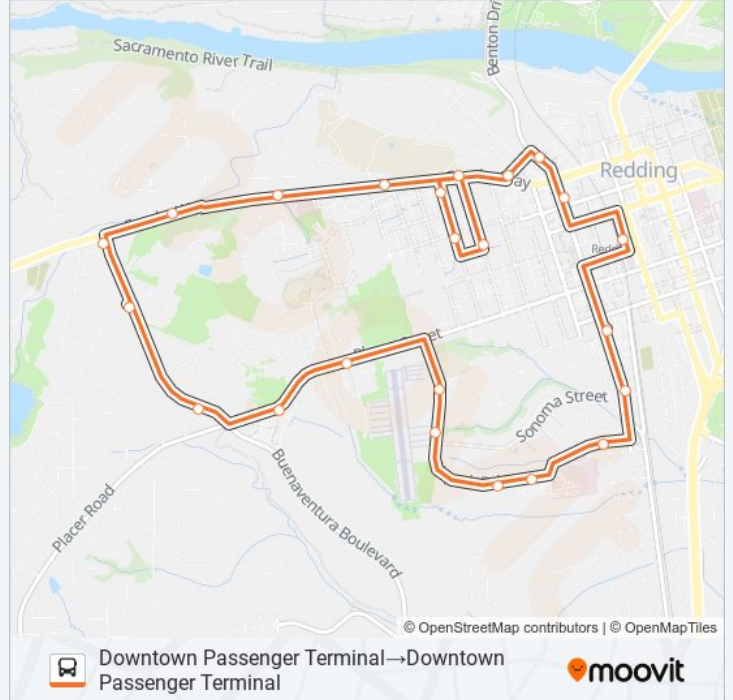 Sacramento River Trail
Benton Dri
Redding
Sonoma Street
Buenaventura Boulevard
Placer Road
© OpenStreetMap contributors | © OpenMapTiles
Downtown Passenger Terminal→Downtown
Passenger Terminal
moovit